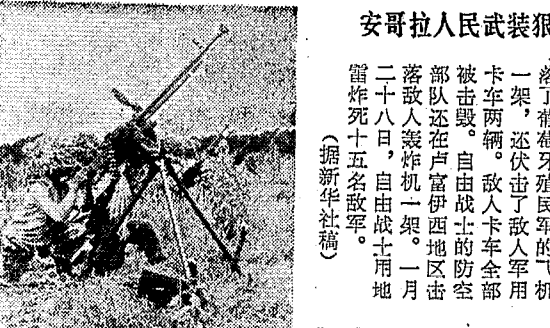 安哥拉人民武装狠
落了葡萄牙殖民军的飞机
一架，还伏击了敌人军用
卡车两辆。敌人卡车全部
被击毁。自由战士的防空
部队还在卢富伊西地区击
落敌人轰炸机一架。一月
二十八日，自由战士用地
雷炸死十五名敌军。
（据新华社稿）